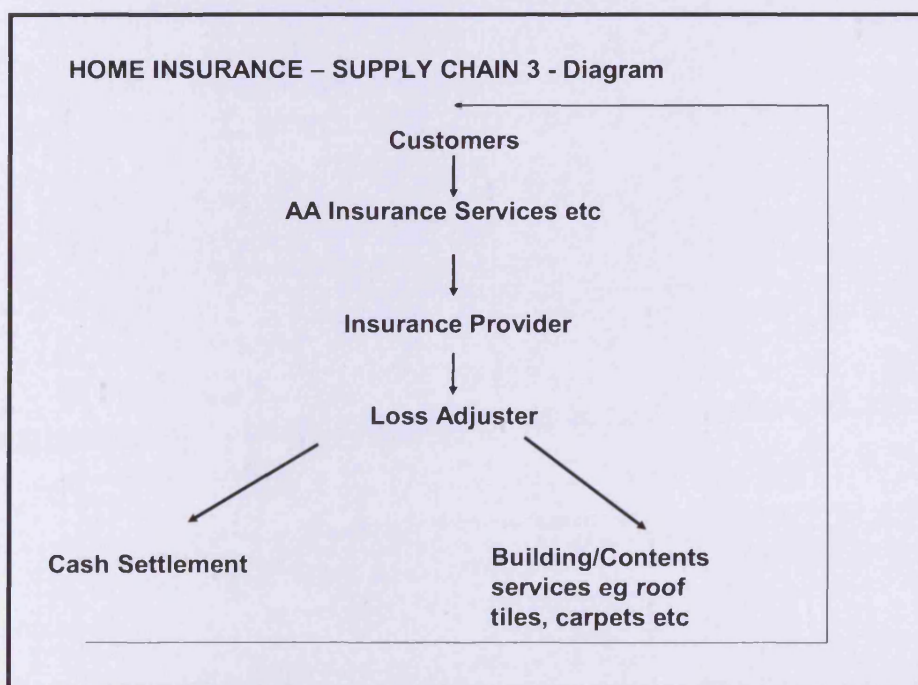 HOME INSURANCE – SUPPLY CHAIN 3 - Diagram
Customers
AA Insurance Services etc
Insurance Provider
Loss Adjuster
Cash Settlement
Building/Contents
services eg roof
tiles, carpets etc